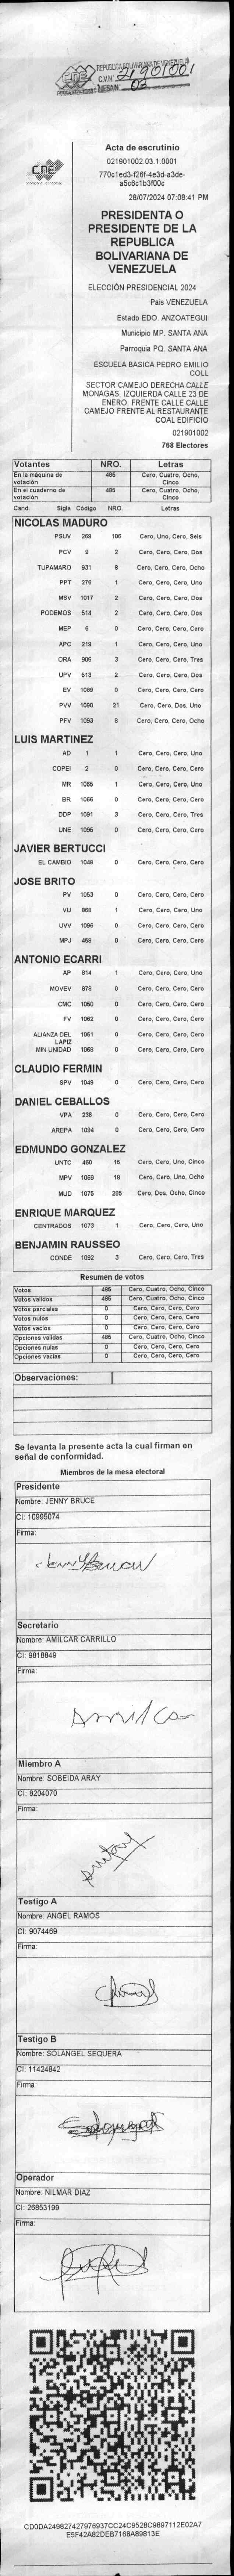 REPUBLICA BOLIVARIANA DE VENEZUELA
CNE
C.V.N° 21901001
MESA N° 03
CNE
Acta de escrutinio
021901002.03.1.0001
28/07/2024 07:08:41 PM
PRESIDENTA O
PRESIDENTE DE LA
REPUBLICA
BOLIVARIANA DE
VENEZUELA
ELECCIÓN PRESIDENCIAL 2024
Pais VENEZUELA
Estado EDO. ANZOATEGUI
Municipio MP. SANTA ANA
Parroquia PQ. SANTA ANA
ESCUELA BASICA PEDRO EMILIO
COLL
SECTOR CAMEJO DERECHA CALLE
MONAGAS. IZQUIERDA CALLE 23 DE
ENERO. FRENTE CALLE CALLE
CAMEJO FRENTE AL RESTAURANTE
COAL EDIFICIO
021901002
768 Electores
Votantes NRO. Letras
En la máquina de votación 485 Cero, Cuatro, Ocho, Cinco
En el cuaderno de votación 485 Cero, Cuatro, Ocho, Cinco
Cand. Sigla Código NRO. Letras
NICOLAS MADURO
PSUV 269 106 Cero, Uno, Cero, Seis
PCV 9 2 Cero, Cero, Cero, Dos
TUPAMARO 931 8 Cero, Cero, Cero, Ocho
PPT 276 1 Cero, Cero, Cero, Uno
MSV 1017 2 Cero, Cero, Cero, Dos
PODEMOS 514 2 Cero, Cero, Cero, Dos
MEP 6 0 Cero, Cero, Cero, Cero
APC 219 1 Cero, Cero, Cero, Uno
ORA 906 3 Cero, Cero, Cero, Tres
UPV 513 2 Cero, Cero, Cero, Dos
EV 1089 0 Cero, Cero, Cero, Cero
PVV 1090 21 Cero, Cero, Dos, Uno
PFV 1093 8 Cero, Cero, Cero, Ocho
LUIS MARTINEZ
AD 1 1 Cero, Cero, Cero, Uno
COPEI 2 0 Cero, Cero, Cero, Cero
MR 1065 1 Cero, Cero, Cero, Uno
BR 1066 0 Cero, Cero, Cero, Cero
DDP 1091 3 Cero, Cero, Cero, Tres
UNE 1095 0 Cero, Cero, Cero, Cero
JAVIER BERTUCCI
EL CAMBIO 1048 0 Cero, Cero, Cero, Cero
JOSE BRITO
PV 1053 0 Cero, Cero, Cero, Cero
VU 868 1 Cero, Cero, Cero, Uno
UVV 1096 0 Cero, Cero, Cero, Cero
MPJ 459 0 Cero, Cero, Cero, Cero
ANTONIO ECARRI
AP 814 1 Cero, Cero, Cero, Uno
MOVEV 978 0 Cero, Cero, Cero, Cero
CMC 1050 0 Cero, Cero, Cero, Cero
FV 1062 0 Cero, Cero, Cero, Cero
ALIANZA DEL LAPIZ 1051 0 Cero, Cero, Cero, Cero
MIN UNIDAD 1069 0 Cero, Cero, Cero, Cero
CLAUDIO FERMIN
SPV 1049 0 Cero, Cero, Cero, Cero
DANIEL CEBALLOS
VPA 236 0 Cero, Cero, Cero, Cero
AREPA 1094 0 Cero, Cero, Cero, Cero
EDMUNDO GONZALEZ
UNTC 460 15 Cero, Cero, Uno, Cinco
MPV 18 Cero, Cero, Uno, Ocho
MUD 1075 285 Cero, Dos, Ocho, Cinco
ENRIQUE MARQUEZ
CENTRADOS 1073 1 Cero, Cero, Cero, Uno
BENJAMIN RAUSSEO
CONDE 1092 3 Cero, Cero, Cero, Tres
Resumen de votos
Votos 485 Cero, Cuatro, Ocho, Cinco
Votos validos 485 Cero, Cuatro, Ocho, Cinco
Votos parciales 0 Cero, Cero, Cero, Cero
Votos nulos 0 Cero, Cero, Cero, Cero
Votos vacios 0 Cero, Cero, Cero, Cero
Opciones validas 485 Cero, Cuatro, Ocho, Cinco
Opciones nulas 0 Cero, Cero, Cero, Cero
Opciones vacias 0 Cero, Cero, Cero, Cero
Observaciones:
Se levanta la presente acta la cual firman en
señal de conformidad.
Miembros de la mesa electoral
Presidente
Nombre: JENNY BRUCE
CI: 10995074
Firma:
Secretario
Nombre: AMILCAR CARRILLO
CI: 9818849
Firma:
Miembro A
Nombre: SOBEIDA ARAY
CI: 8204070
Firma:
Testigo A
Nombre: ANGEL RAMOS
CI: 9074469
Firma:
Testigo B
Nombre: SOLANGEL SEQUERA
CI: 11424842
Firma:
Operador
Nombre: NILMAR DIAZ
CI: 26853199
Firma:
CD0DA249827427976937CC24C9528C9897112E02A7
E5F42A82DEB7168A89813E